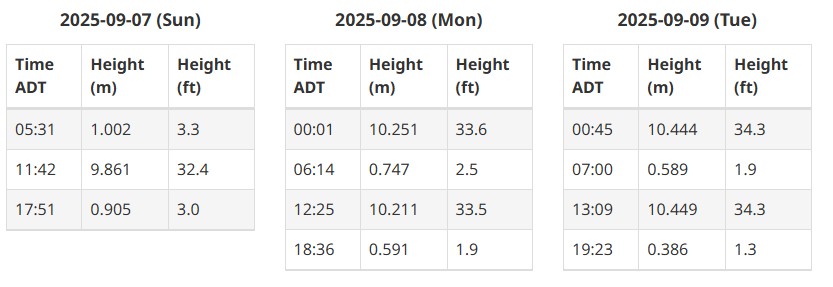 2025-09-07 (Sun)
Time ADT Height (m) Height (ft)
05:31 1.002 3.3
11:42 9.861 32.4
17:51 0.905 3.0
2025-09-08 (Mon)
Time ADT Height (m) Height (ft)
00:01 10.251 33.6
06:14 0.747 2.5
12:25 10.211 33.5
18:36 0.591 1.9
2025-09-09 (Tue)
Time ADT Height (m) Height (ft)
00:45 10.444 34.3
07:00 0.589 1.9
13:09 10.449 34.3
19:23 0.386 1.3